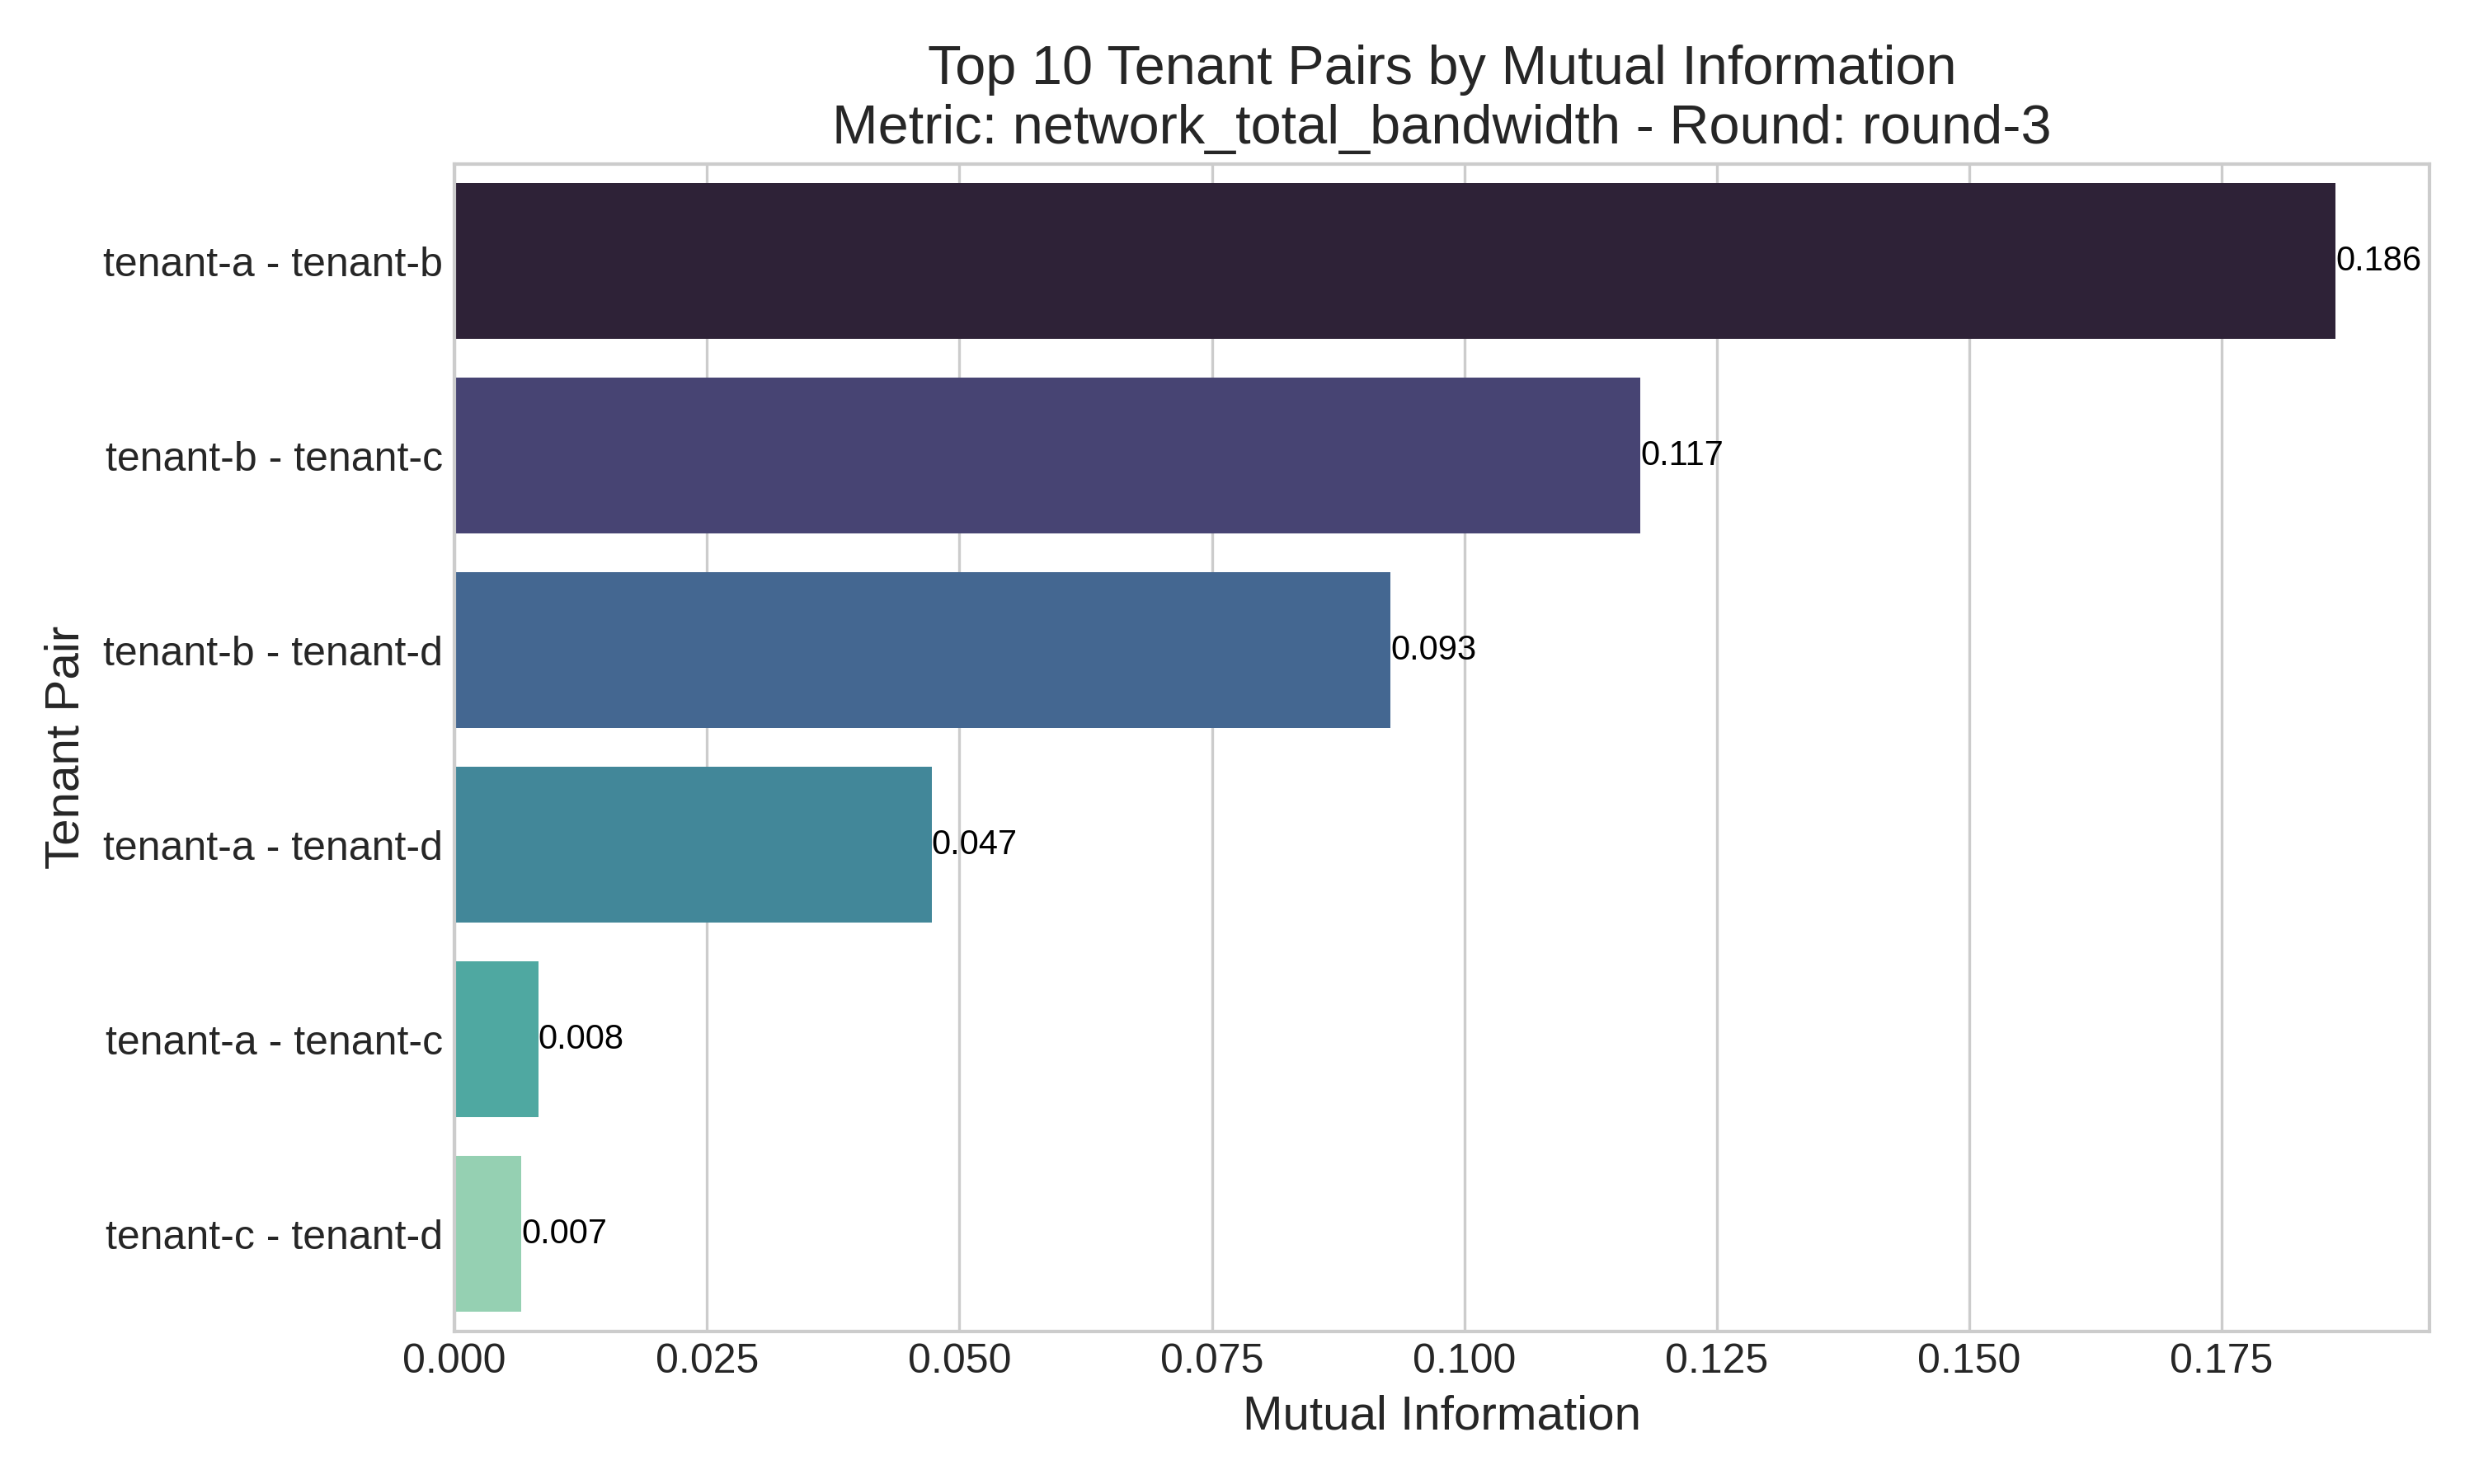 Top 10 Tenant Pairs by Mutual Information
Metric: network_total_bandwidth - Round: round-3
Tenant Pair
tenant-a - tenant-b
0.186
tenant-b - tenant-c
0.117
tenant-b - tenant-d
0.093
tenant-a - tenant-d
0.047
tenant-a - tenant-c
0.008
tenant-c - tenant-d
0.007
0.000 0.025 0.050 0.075 0.100 0.125 0.150 0.175
Mutual Information